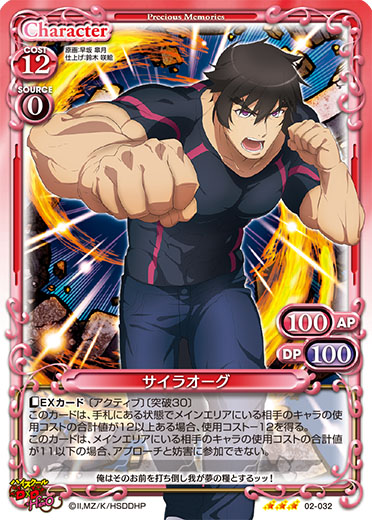 Precious Memories
Character
COST
12
原画:早坂 皐月
仕上げ:鈴木 咲絵
SOURCE
0
100 AP
DP 100
サイラオーグ
EXカード〔アクティブ〕〔突破30〕
このカードは、手札にある状態でメインエリアにいる相手のキャラの使
用コストの合計値が12以上ある場合、使用コスト－12を得る。
このカードは、メインエリアにいる相手のキャラの使用コストの合計値
が11以下の場合、アプローチと妨害に参加できない。
俺はそのお前を打ち倒し我が夢の糧とするッッ!
ハイスクール
D×D
HERO
©II,MZ/K/HSDDHP
★★★ 02-032